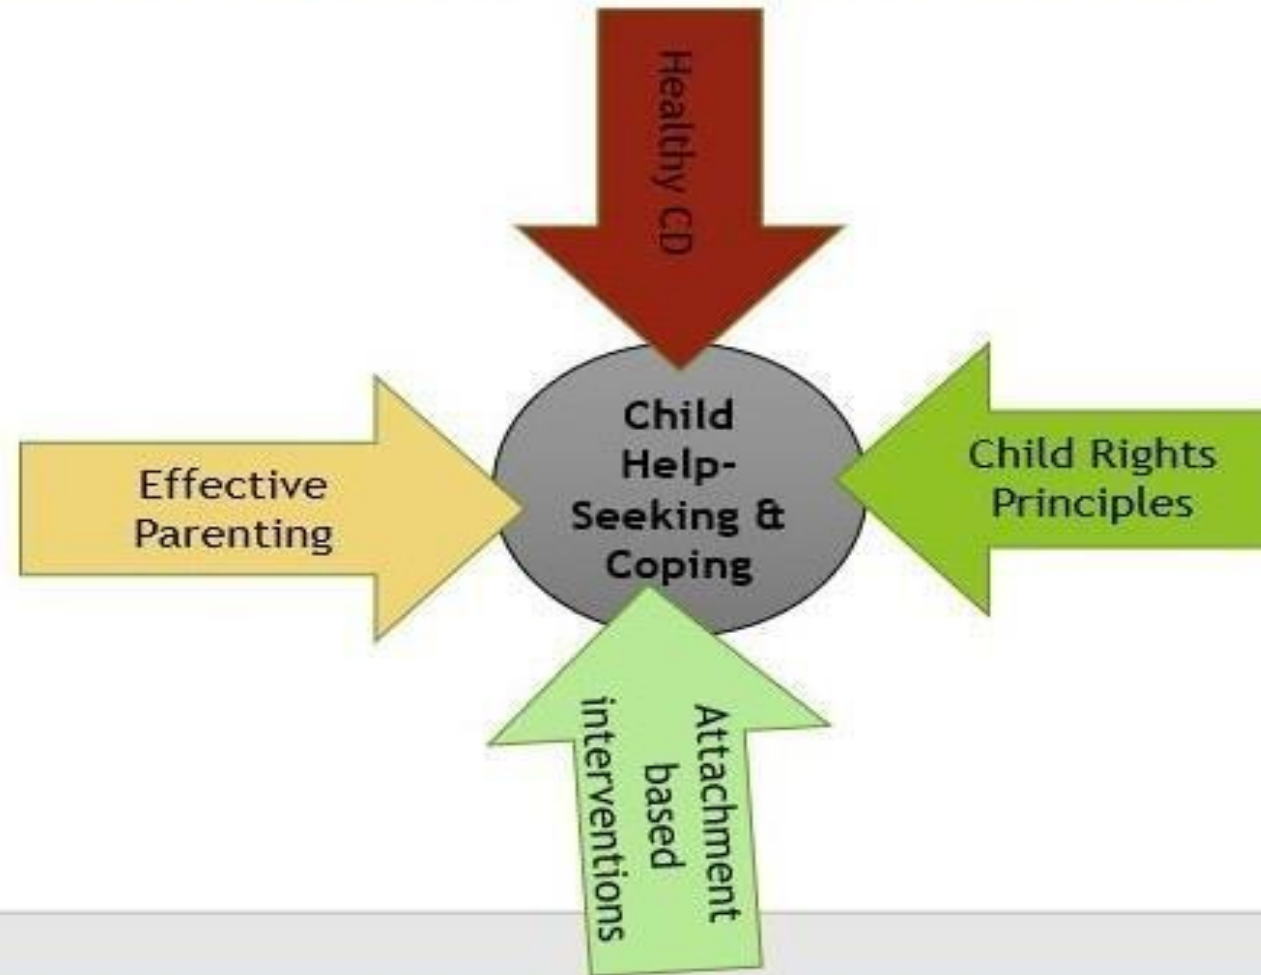 Healthy CD
Effective
Parenting
Child
Help-
Seeking &
Coping
Child Rights
Principles
Attachment
based
interventions